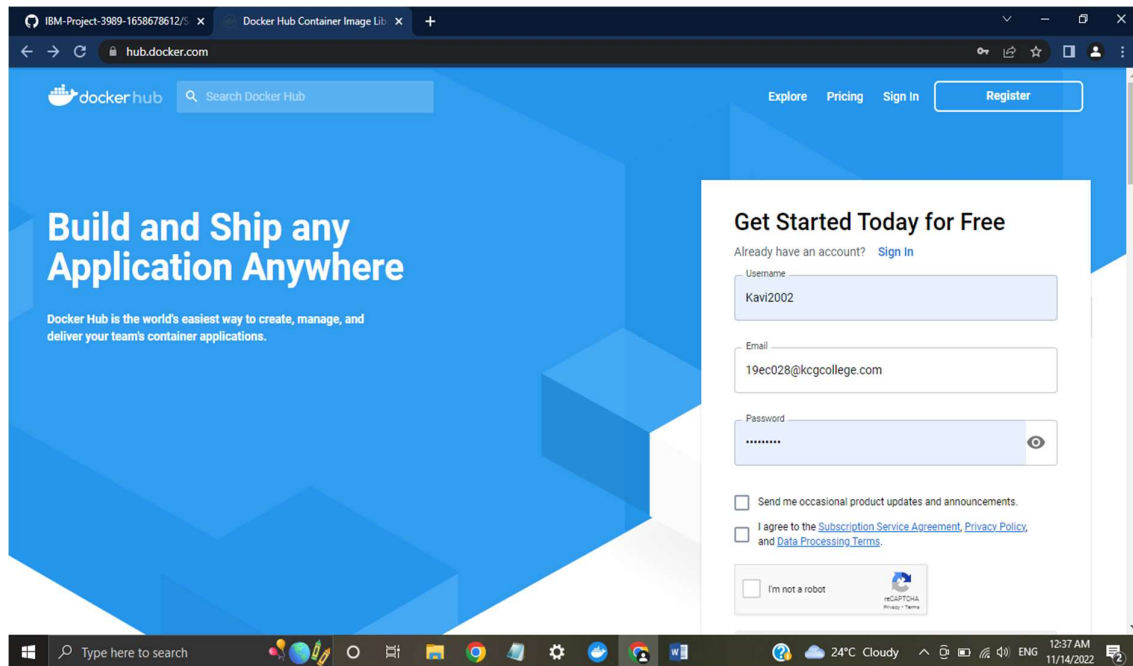 IBM-Project-3989-1658678612/S
Docker Hub Container Image Lib
hub.docker.com
dockerhub
Search Docker Hub
Explore Pricing Sign In Register
Build and Ship any
Application Anywhere
Docker Hub is the world's easiest way to create, manage, and
deliver your team's container applications.
Get Started Today for Free
Already have an account? Sign In
Username
Kavi2002
Email
19ec028@kcgcollege.com
Password
•••••••••
Send me occasional product updates and announcements.
I agree to the Subscription Service Agreement, Privacy Policy,
and Data Processing Terms.
I'm not a robot
reCAPTCHA
Privacy - Terms
Type here to search
24°C Cloudy
ENG
12:37 AM
11/14/2022
2